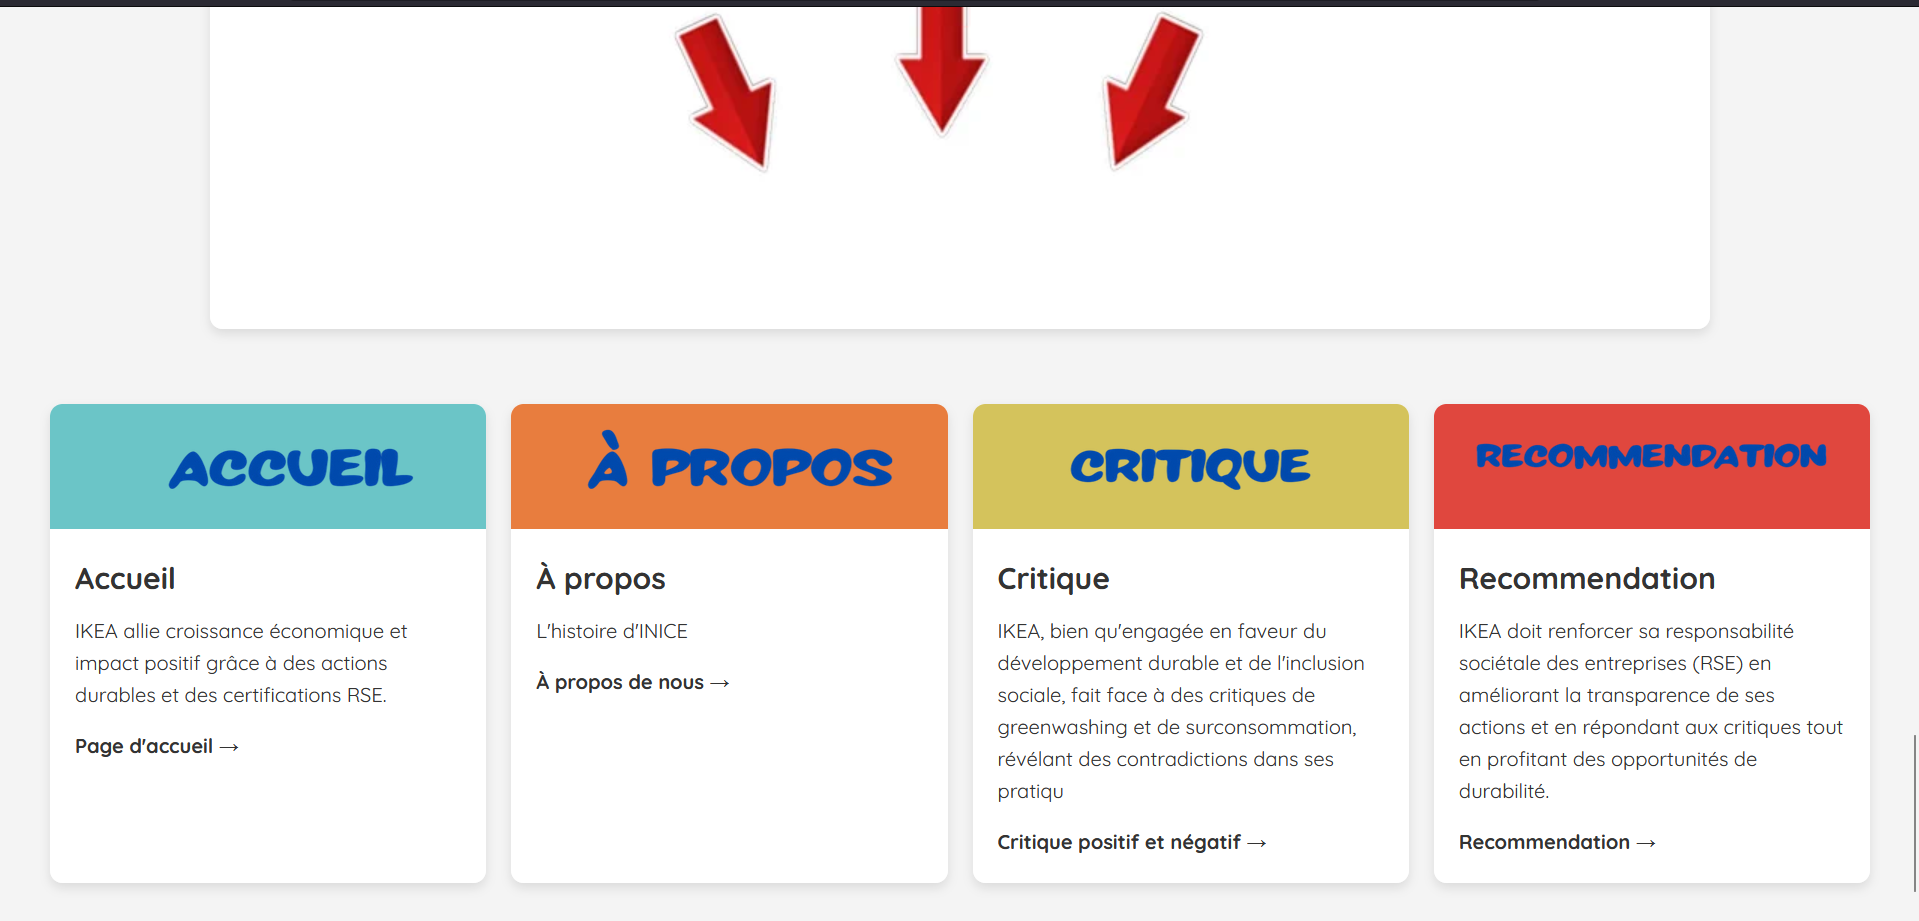 ACCUEIL
À PROPOS
CRITIQUE
RECOMMENDATION
Accueil
IKEA allie croissance économique et
impact positif grâce à des actions
durables et des certifications RSE.
Page d'accueil →
À propos
L'histoire d'INICE
À propos de nous →
Critique
IKEA, bien qu'engagée en faveur du
développement durable et de l'inclusion
sociale, fait face à des critiques de
greenwashing et de surconsommation,
révélant des contradictions dans ses
pratiqu
Critique positif et négatif →
Recommendation
IKEA doit renforcer sa responsabilité
sociétale des entreprises (RSE) en
améliorant la transparence de ses
actions et en répondant aux critiques tout
en profitant des opportunités de
durabilité.
Recommendation →